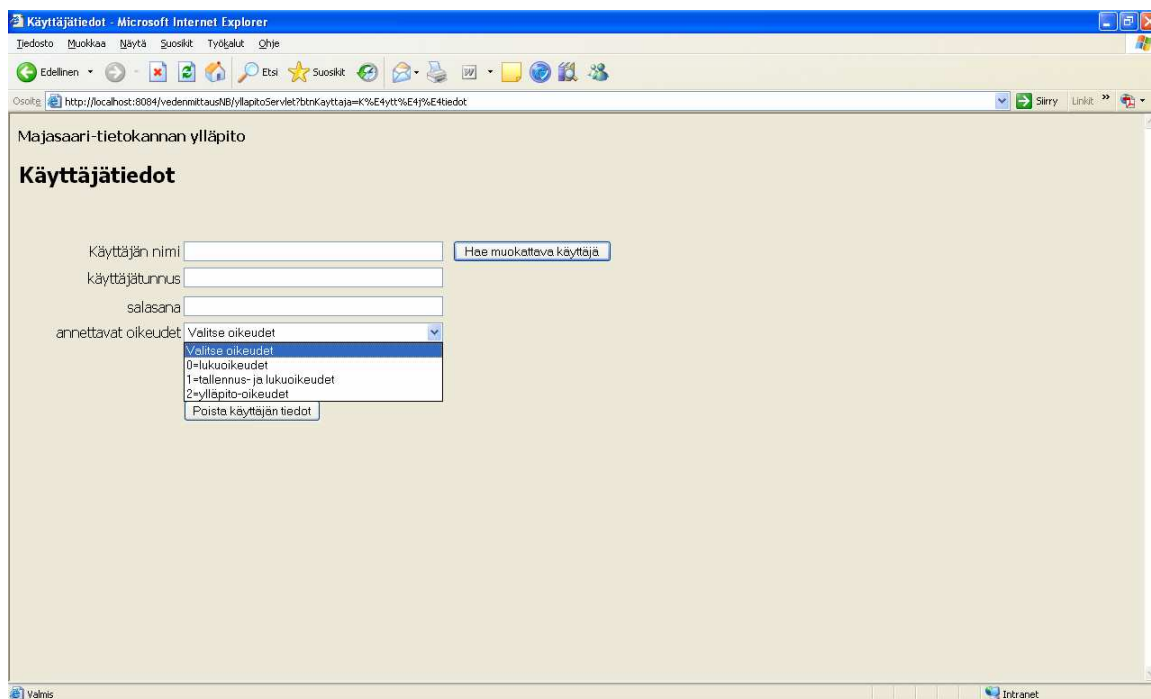 Käyttäjätiedot - Microsoft Internet Explorer
Tiedosto Muokkaa Näytä Suosikit Työkalut Ohje
Edellinen Etsi Suosikit
Osoite http://localhost:8084/vedenmittausNB/yllapitoServlet?btnKayttaja=K%E4ytt%E4j%E4tiedot Siirry Linkit »
Majasaari-tietokannan ylläpito
Käyttäjätiedot
Käyttäjän nimi Hae muokattava käyttäjä
käyttäjätunnus
salasana
annettavat oikeudet Valitse oikeudet
Valitse oikeudet
0=lukuoikeudet
1=tallennus- ja lukuoikeudet
2=ylläpito-oikeudet
Poista käyttäjän tiedot
Valmis Intranet